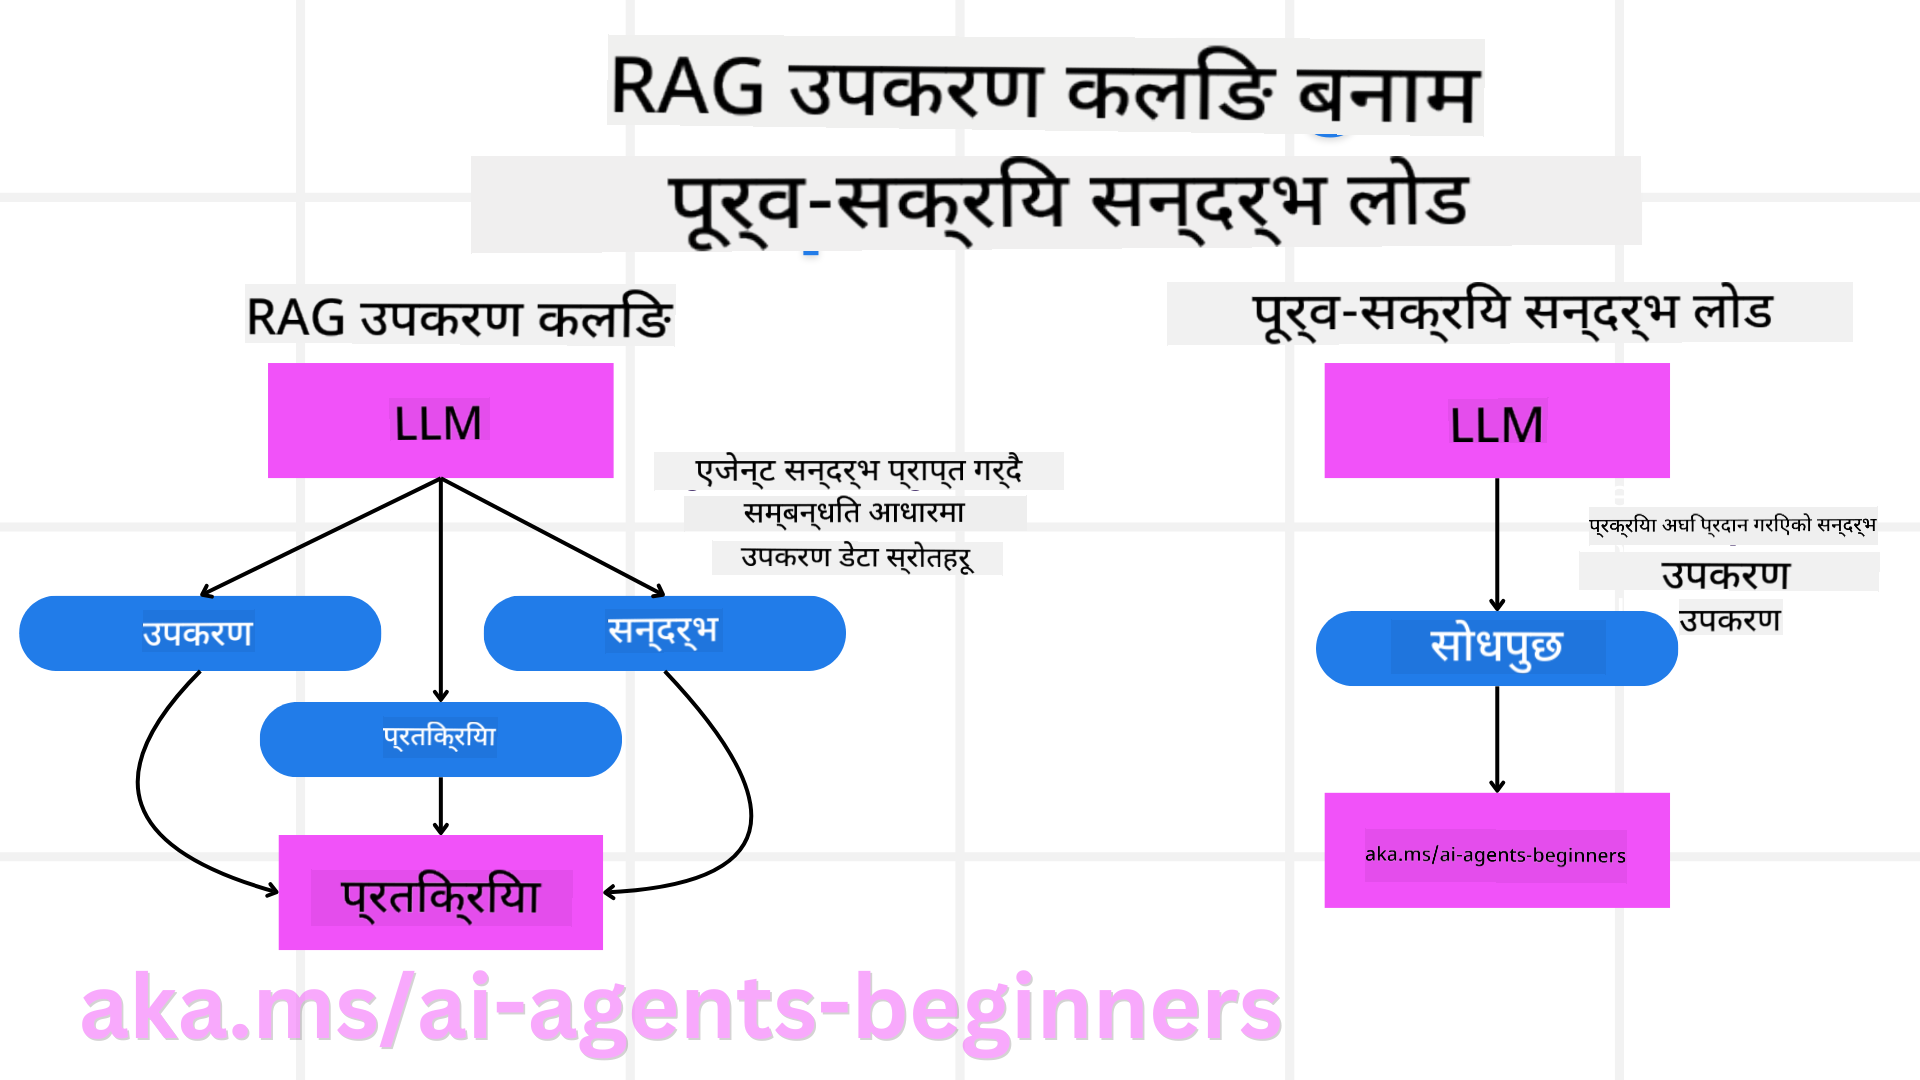 RAG उपकरण कलिङ बनाम
पूर्व-सक्रिय सन्दर्भ लोड
RAG उपकरण कलिङ
पूर्व-सक्रिय सन्दर्भ लोड
LLM
LLM
एजेन्ट सन्दर्भ प्राप्त गर्दै
सम्बन्धित आधारमा
उपकरण डेटा स्रोतहरू
प्रक्रिया अघि प्रदान गरिएको सन्दर्भ
उपकरण
उपकरण
उपकरण
सन्दर्भ
सोधपुछ
प्रतिक्रिया
aka.ms/ai-agents-beginners
प्रतिक्रिया
aka.ms/ai-agents-beginners